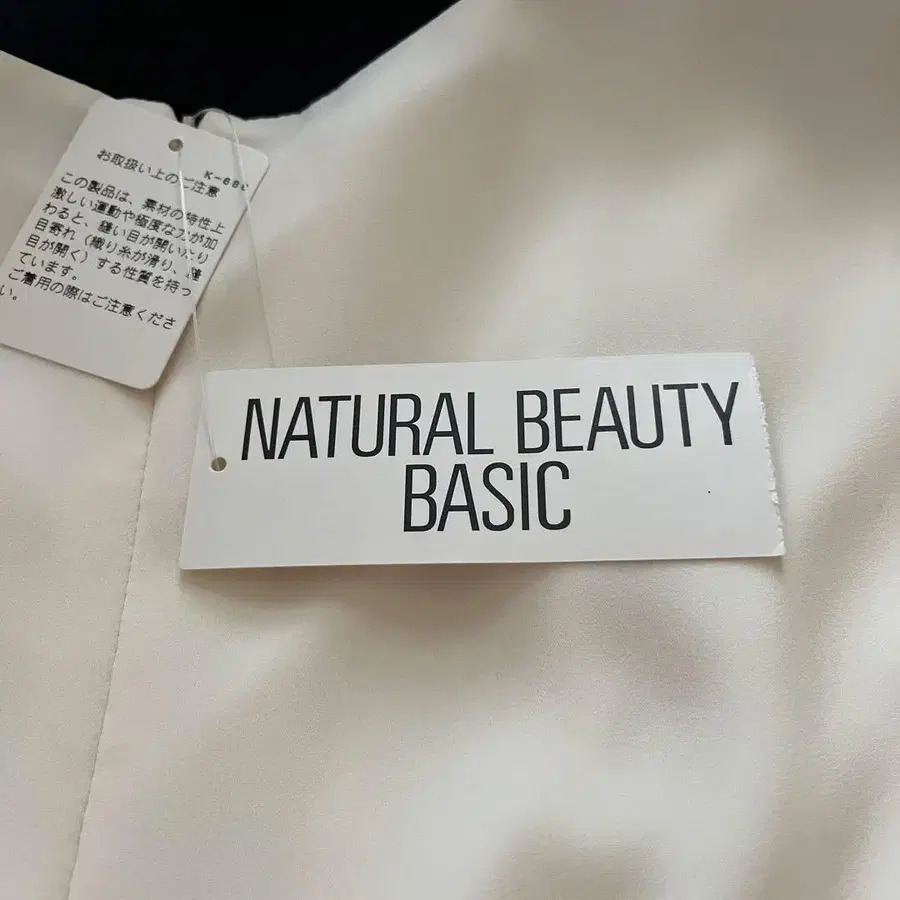 お取扱い上のご注意
この製品は、素材の特性上
激しい運動や極度な力が加
わると、縫い目が開いたり
目寄れ（織り糸が滑り、縫
目が開く）する性質を持っ
ています。
ご着用の際はご注意くださ
い。
NATURAL BEAUTY
BASIC